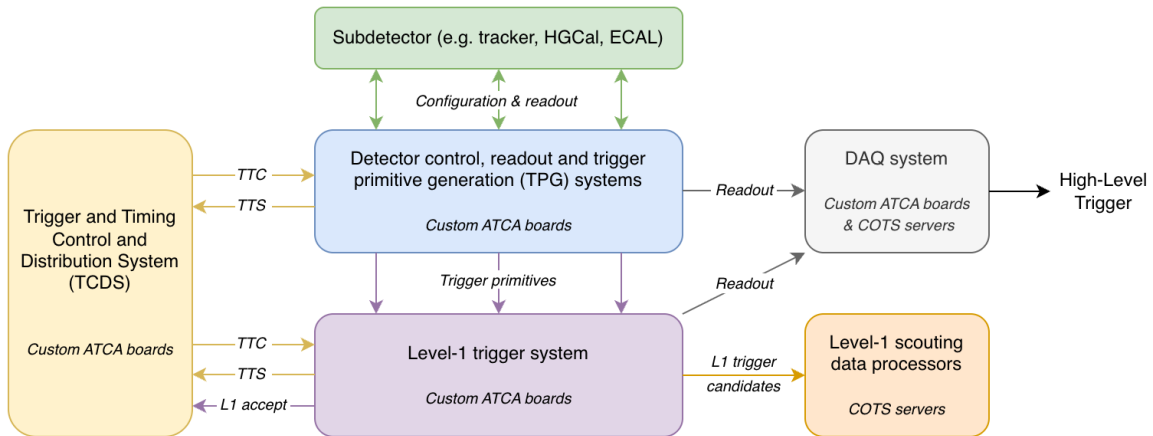 Subdetector (e.g. tracker, HGCal, ECAL)
Configuration & readout
Detector control, readout and trigger
primitive generation (TPG) systems
Custom ATCA boards
TTC
TTS
Trigger and Timing
Control and
Distribution System
(TCDS)
Custom ATCA boards
Readout
DAQ system
Custom ATCA boards
& COTS servers
High-Level
Trigger
Trigger primitives
Readout
TTC
TTS
L1 accept
Level-1 trigger system
Custom ATCA boards
L1 trigger
candidates
Level-1 scouting
data processors
COTS servers